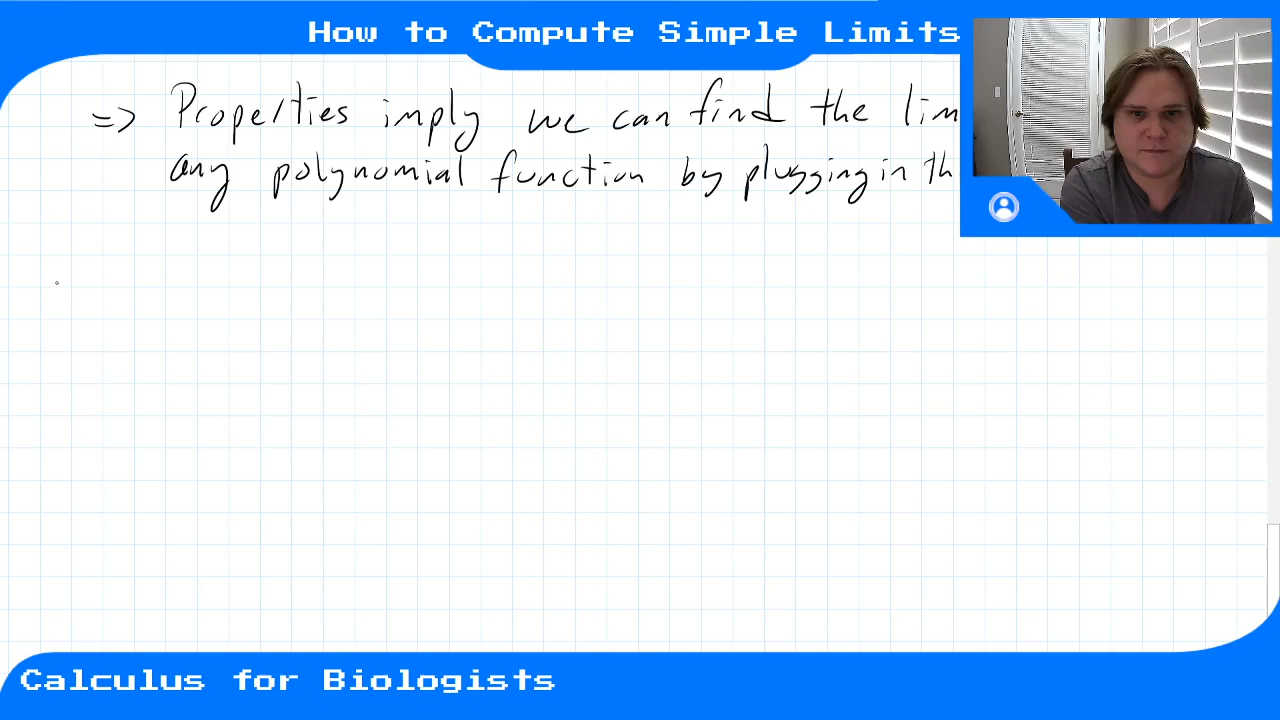 How to Compute Simple Limits
=> Properties imply we can find the lim
any polynomial function by plugging in th
Calculus for Biologists